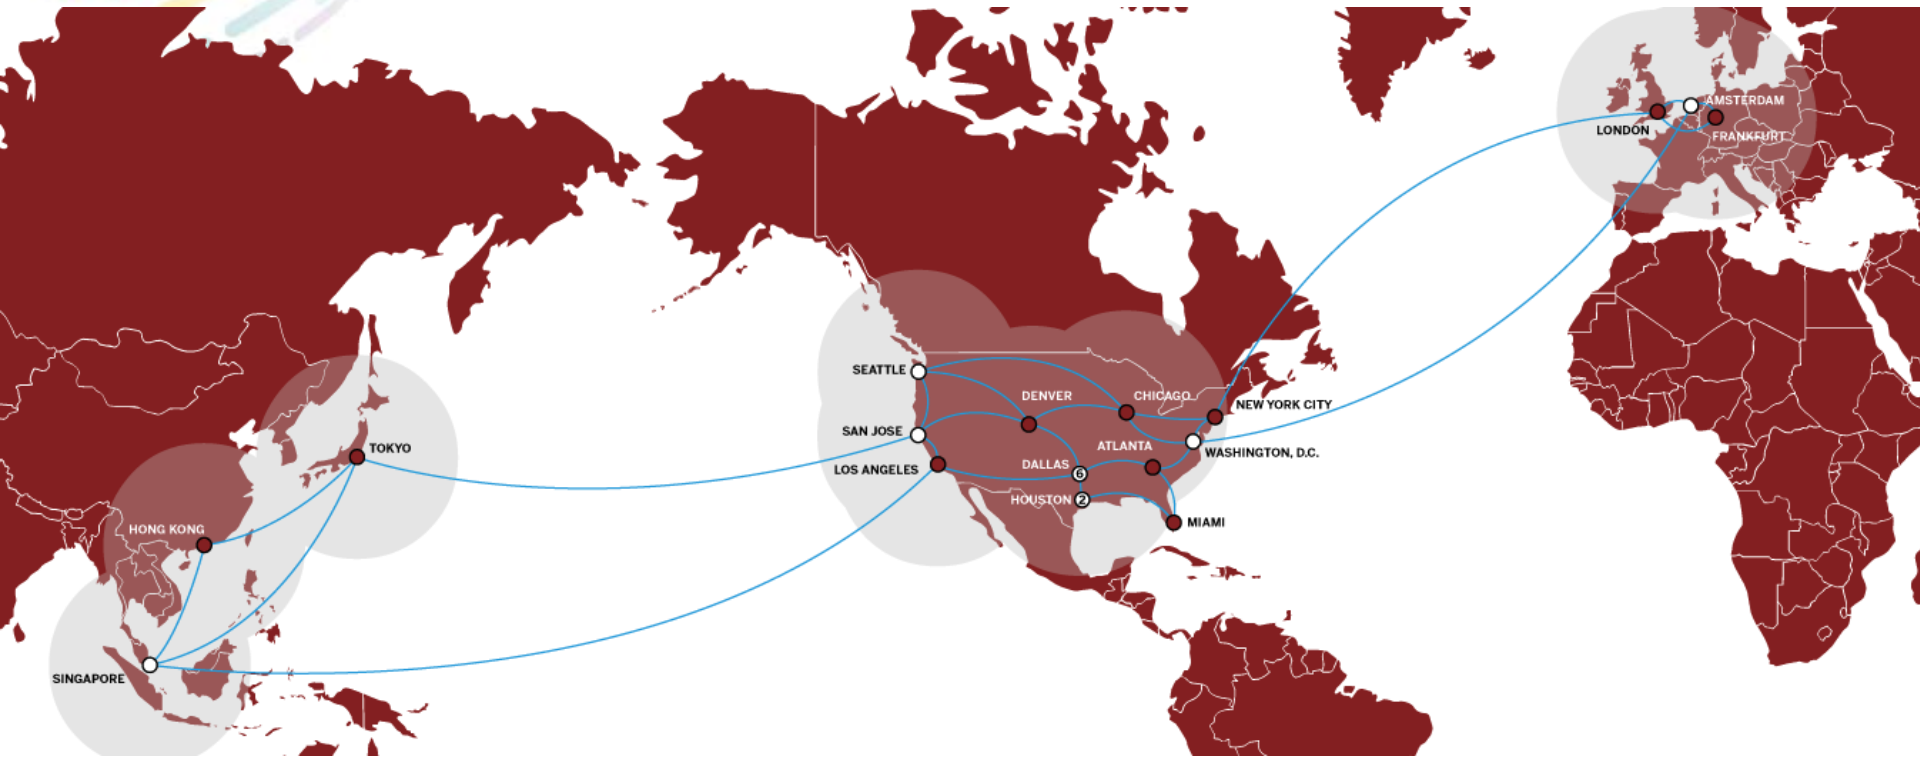 AMSTERDAM
LONDON
FRANKFURT
SEATTLE
DENVER
CHICAGO
NEW YORK CITY
SAN JOSE
TOKYO
ATLANTA
WASHINGTON, D.C.
LOS ANGELES
DALLAS 6
HOUSTON 2
MIAMI
HONG KONG
SINGAPORE